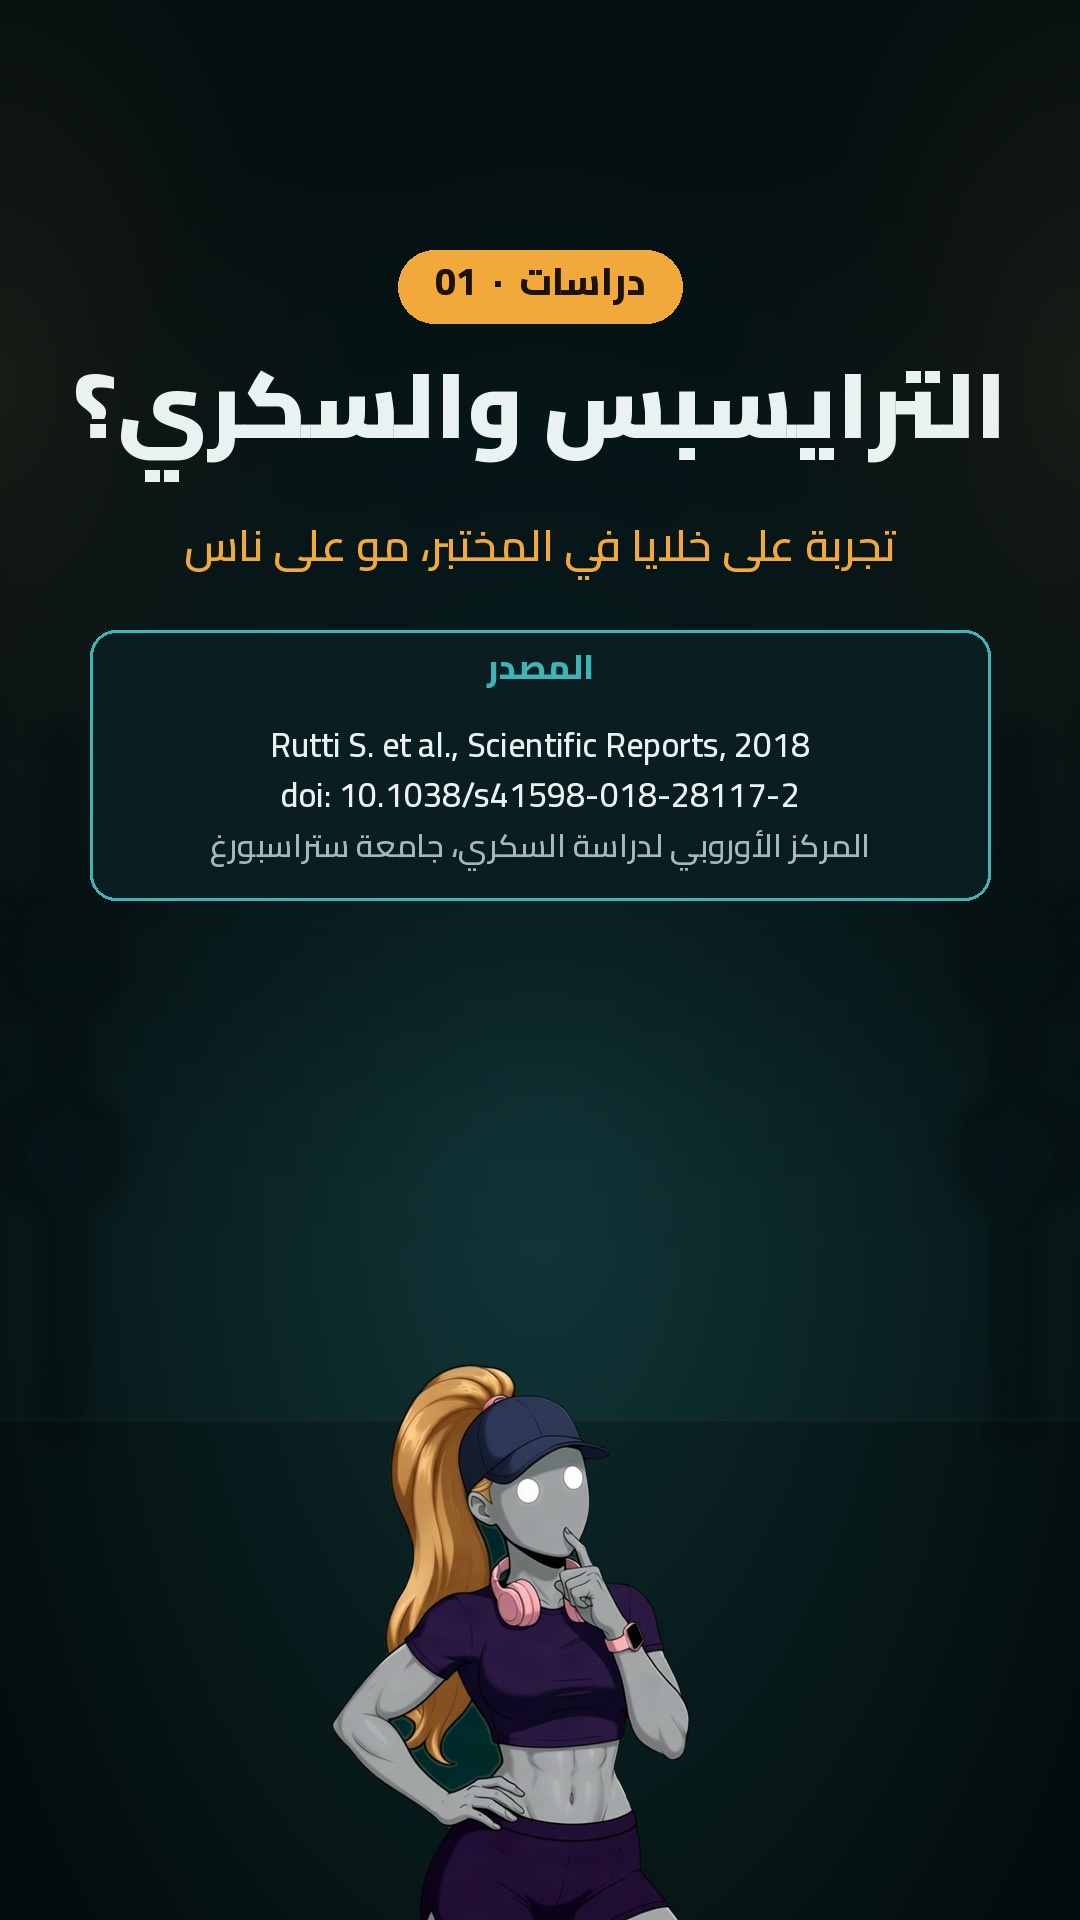 دراسات · 01
الترايسبس والسكري؟
تجربة على خلايا في المختبر، مو على ناس
المصدر
Rutti S. et al., Scientific Reports, 2018
doi: 10.1038/s41598-018-28117-2
المركز الأوروبي لدراسة السكري، جامعة ستراسبورغ